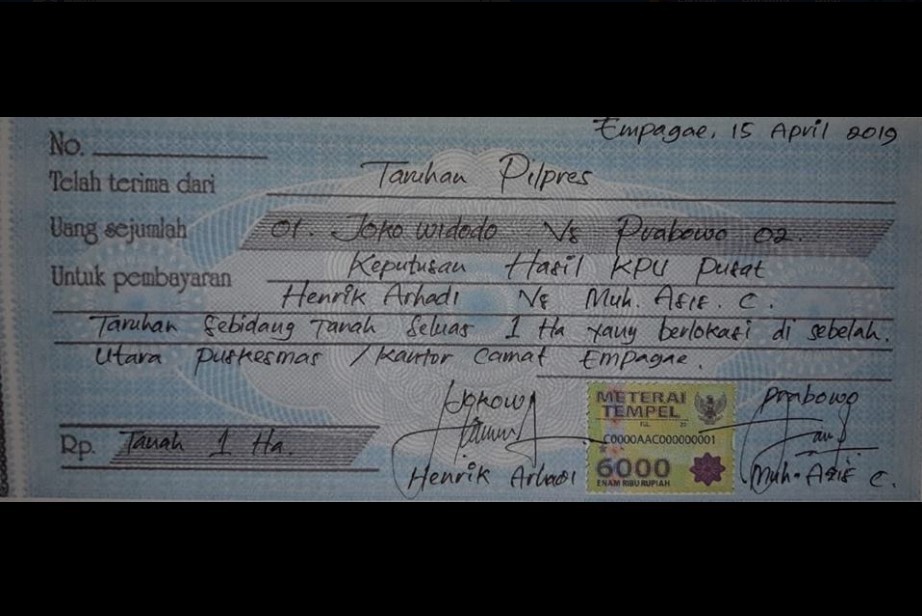 Empagae, 15 April 2019
No.
Telah terima dari Taruhan Pilpres
Uang sejumlah 01. Joko widodo Vs Prabowo 02.
Untuk pembayaran Keputusan Hasil KPU Pusat
Henrik Arhadi Vs Muh. Asis. C.
Taruhan Sebidang Tanah Seluas 1 Ha yang berlokasi di sebelah.
Utara Puskesmas / Kantor Camat Empagae.
Jokowi
Prabowo
METERAI
TEMPEL
C0000AAC000000001
6000
ENAM RIBU RUPIAH
Rp. Tanah 1 Ha.
Henrik Arhadi
Muh. Asis C.